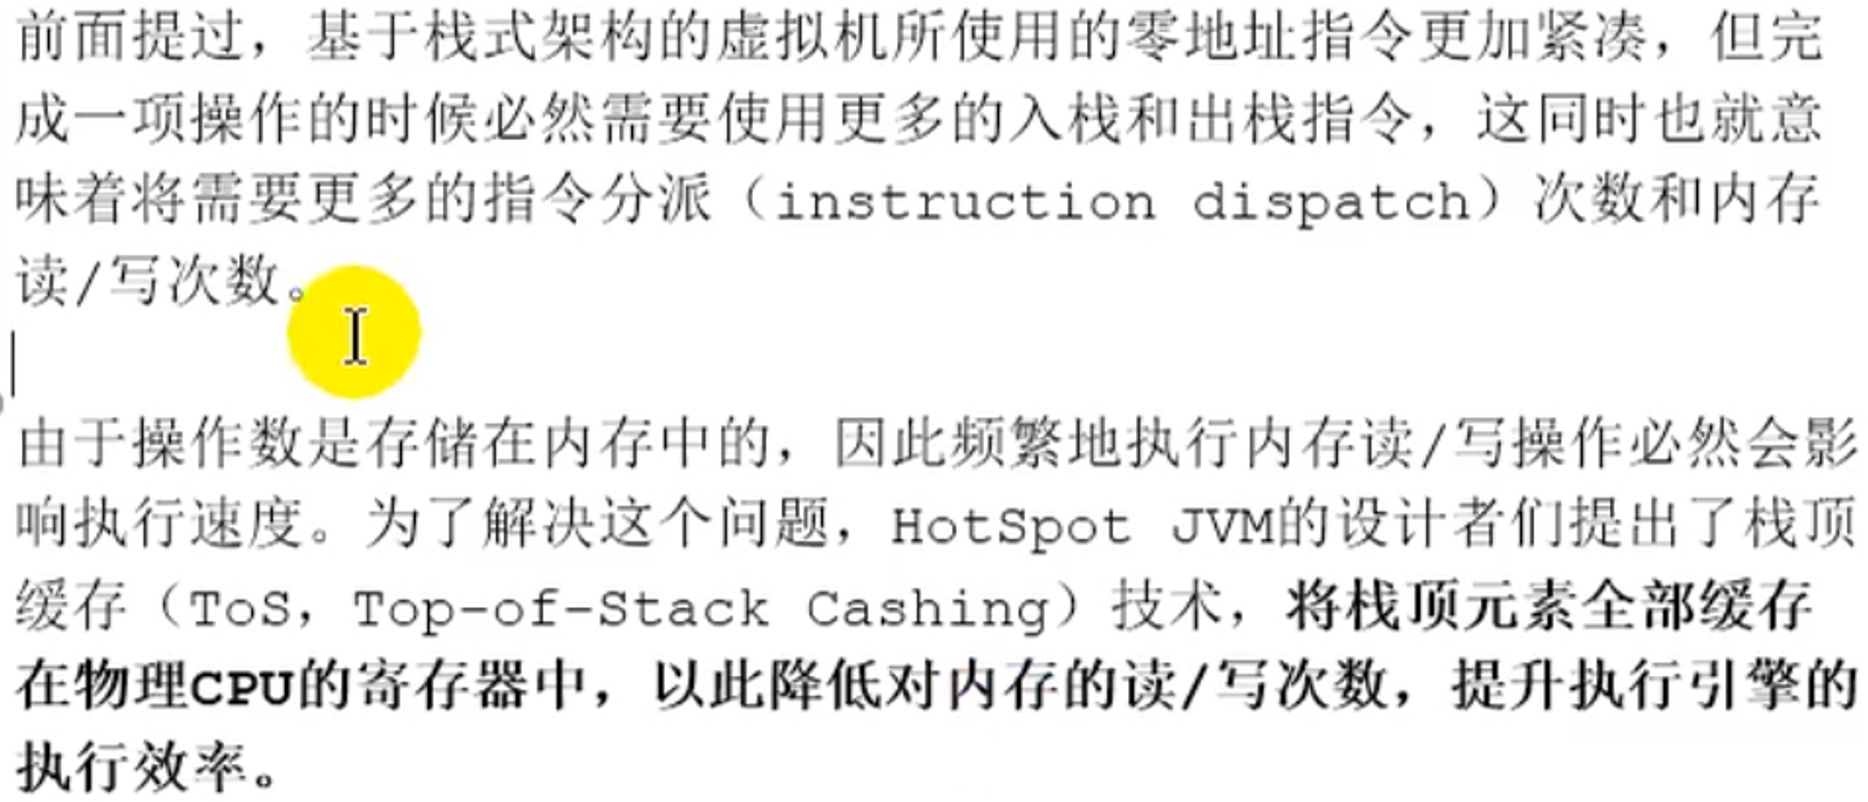 前面提过，基于栈式架构的虚拟机所使用的零地址指令更加紧凑，但完
成一项操作的时候必然需要使用更多的入栈和出栈指令，这同时也就意
味着将需要更多的指令分派（instruction dispatch）次数和内存
读/写次数。
由于操作数是存储在内存中的，因此频繁地执行内存读/写操作必然会影
响执行速度。为了解决这个问题，HotSpot JVM的设计者们提出了栈顶
缓存（ToS，Top-of-Stack Cashing）技术，将栈顶元素全部缓存
在物理CPU的寄存器中，以此降低对内存的读/写次数，提升执行引擎的
执行效率。